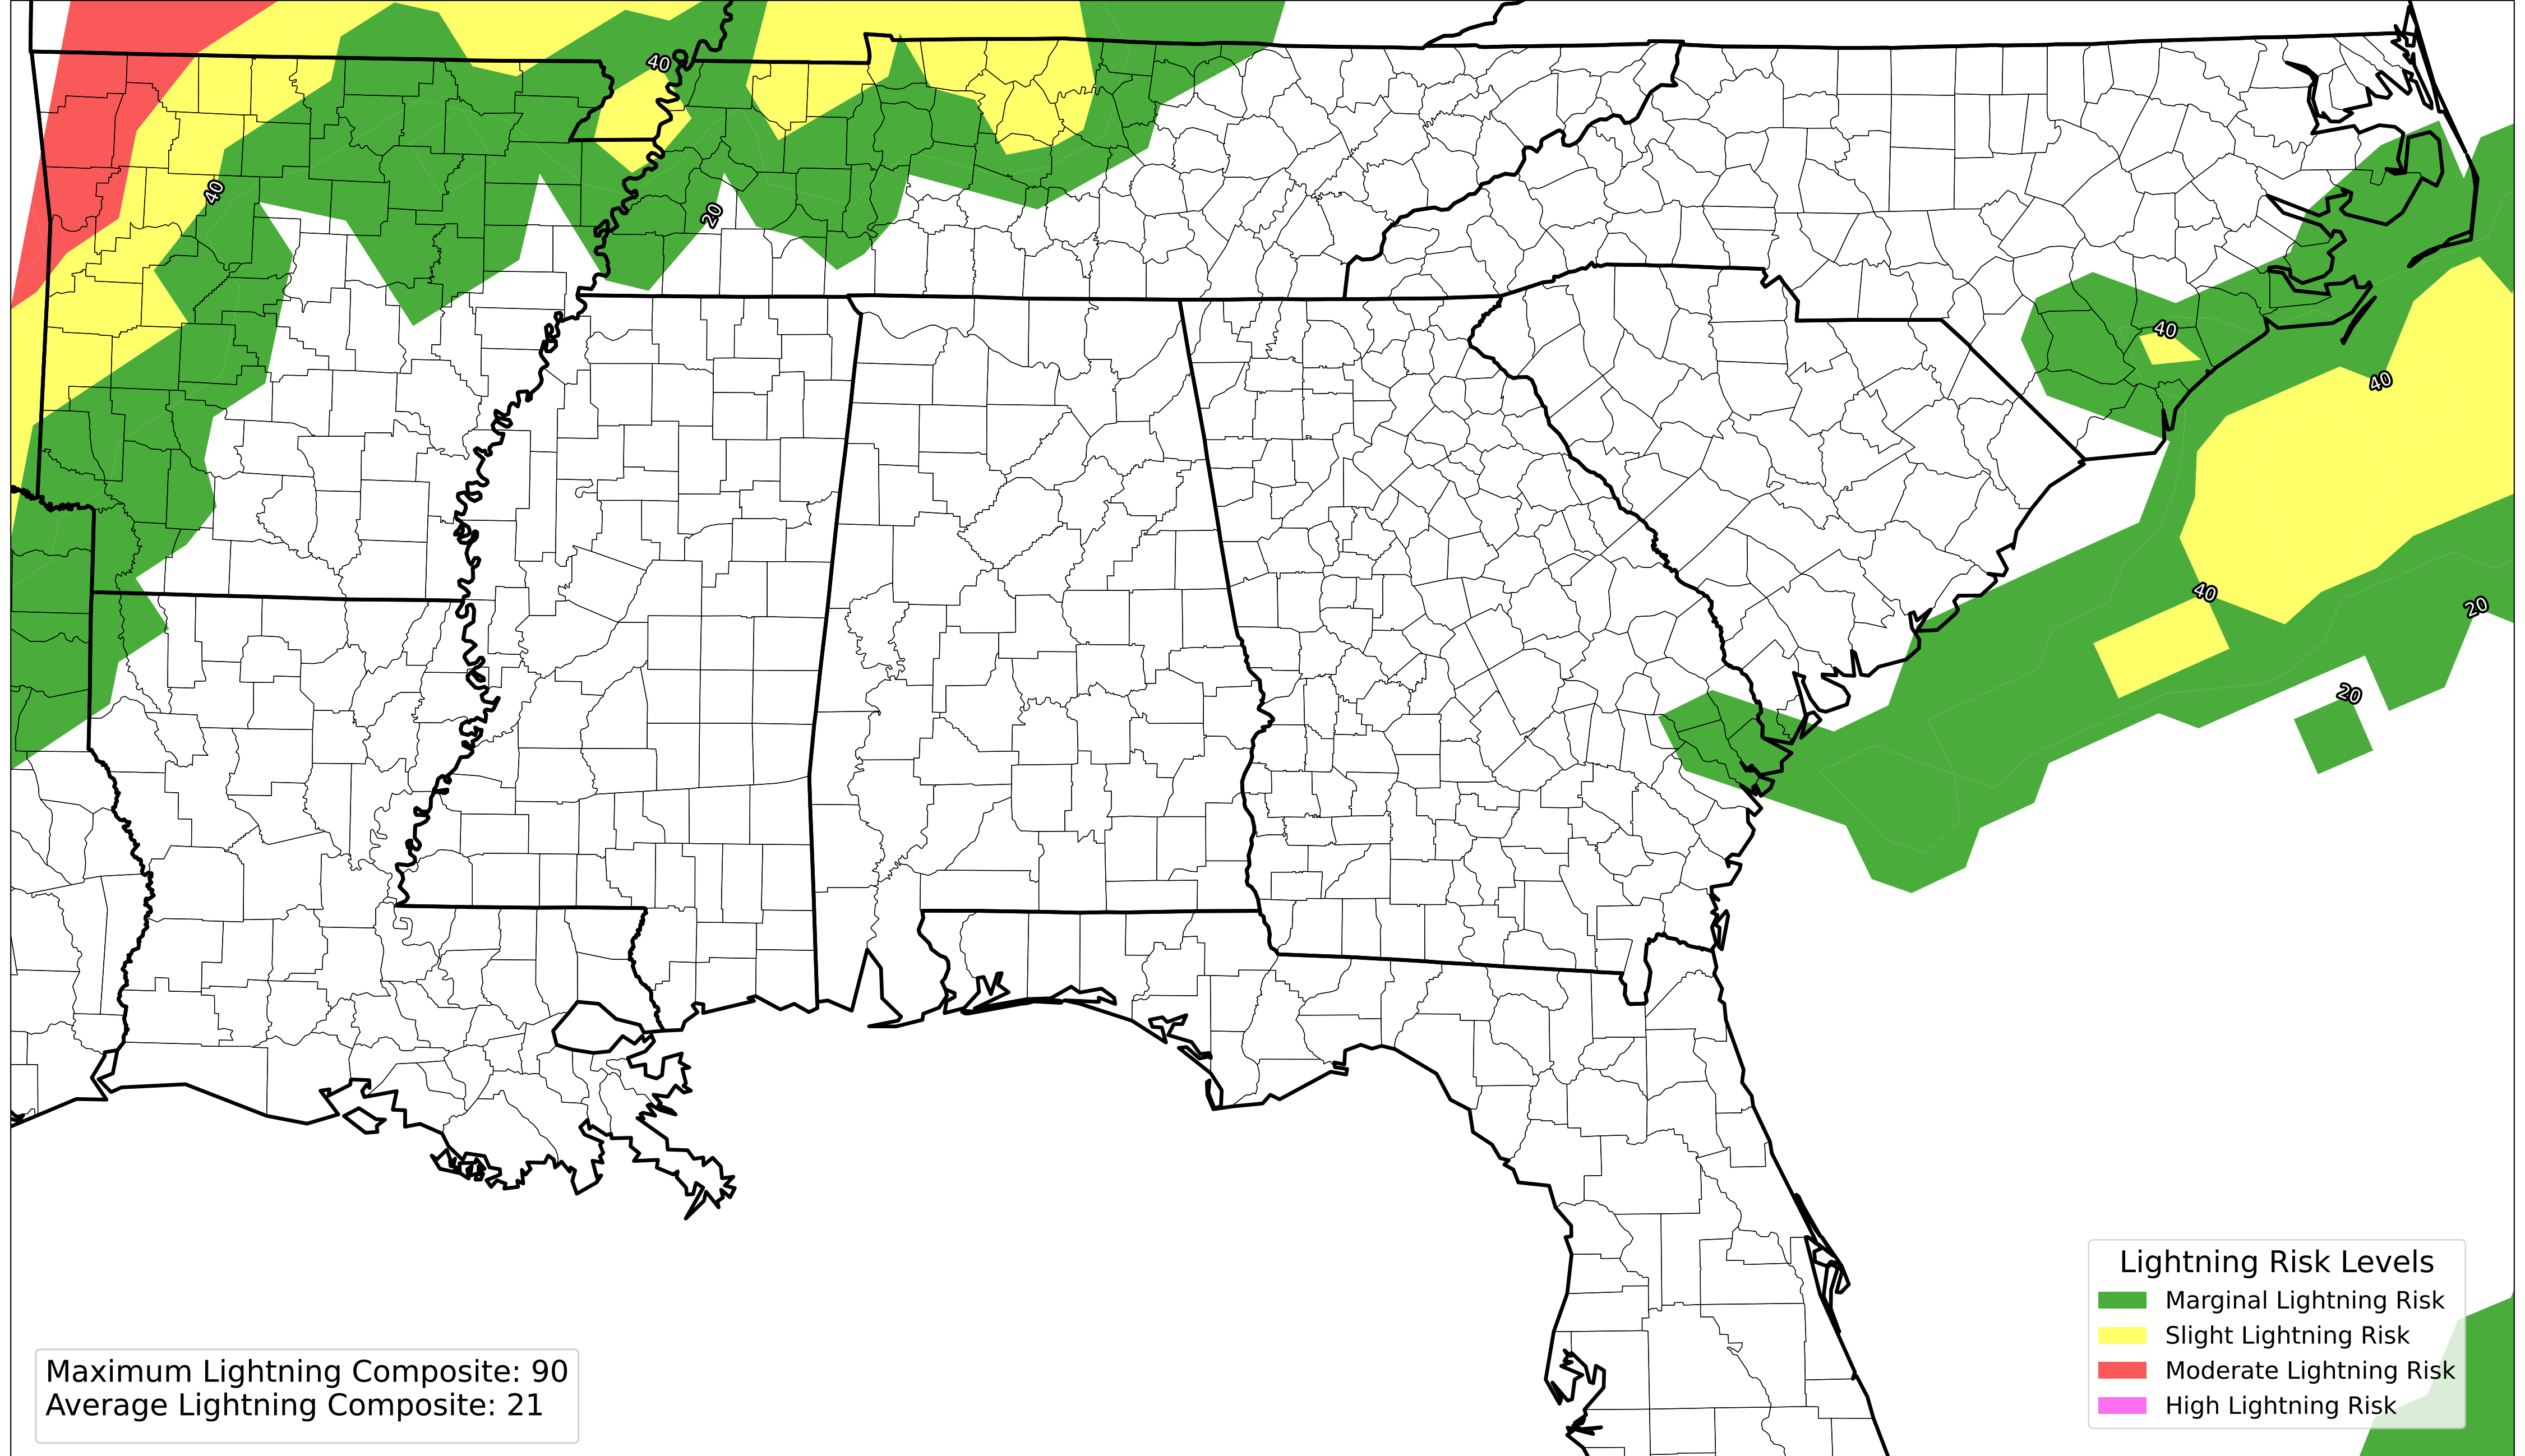 40
40
20
40
40
40
20
20
Lightning Risk Levels
Marginal Lightning Risk
Slight Lightning Risk
Moderate Lightning Risk
High Lightning Risk
Maximum Lightning Composite: 90
Average Lightning Composite: 21